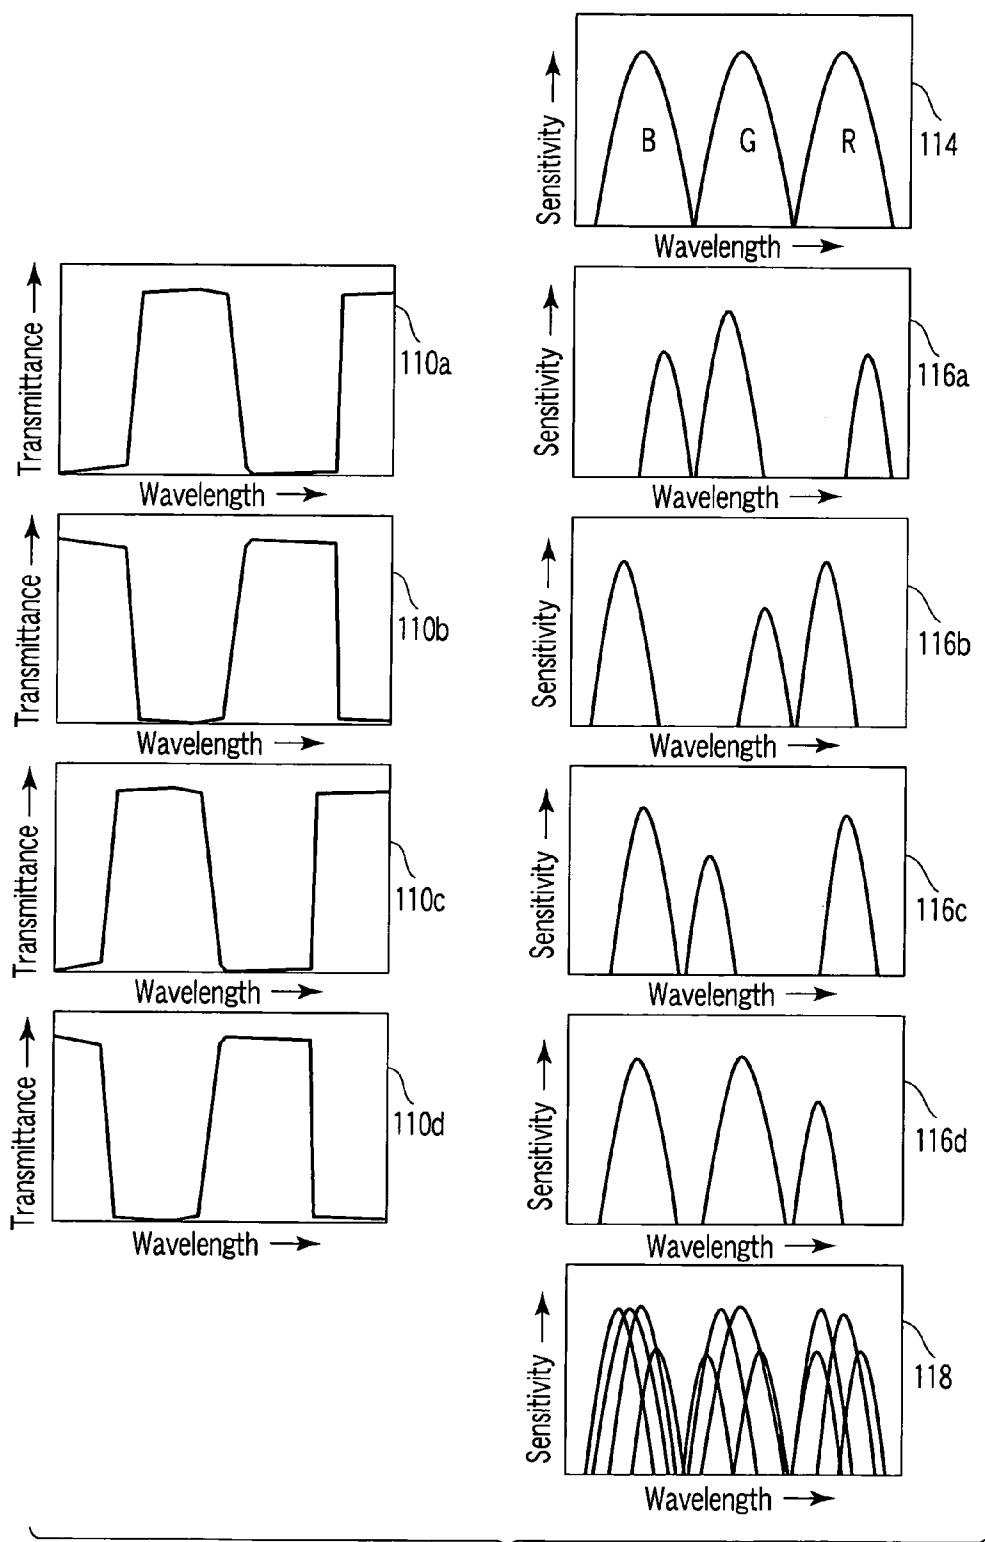 Sensitivity →
B G R
114
Wavelength →
Transmittance →
110a
Wavelength →
Sensitivity →
116a
Wavelength →
Transmittance →
110b
Wavelength →
Sensitivity →
116b
Wavelength →
Transmittance →
110c
Wavelength →
Sensitivity →
116c
Wavelength →
Transmittance →
110d
Wavelength →
Sensitivity →
116d
Wavelength →
Sensitivity →
118
Wavelength →